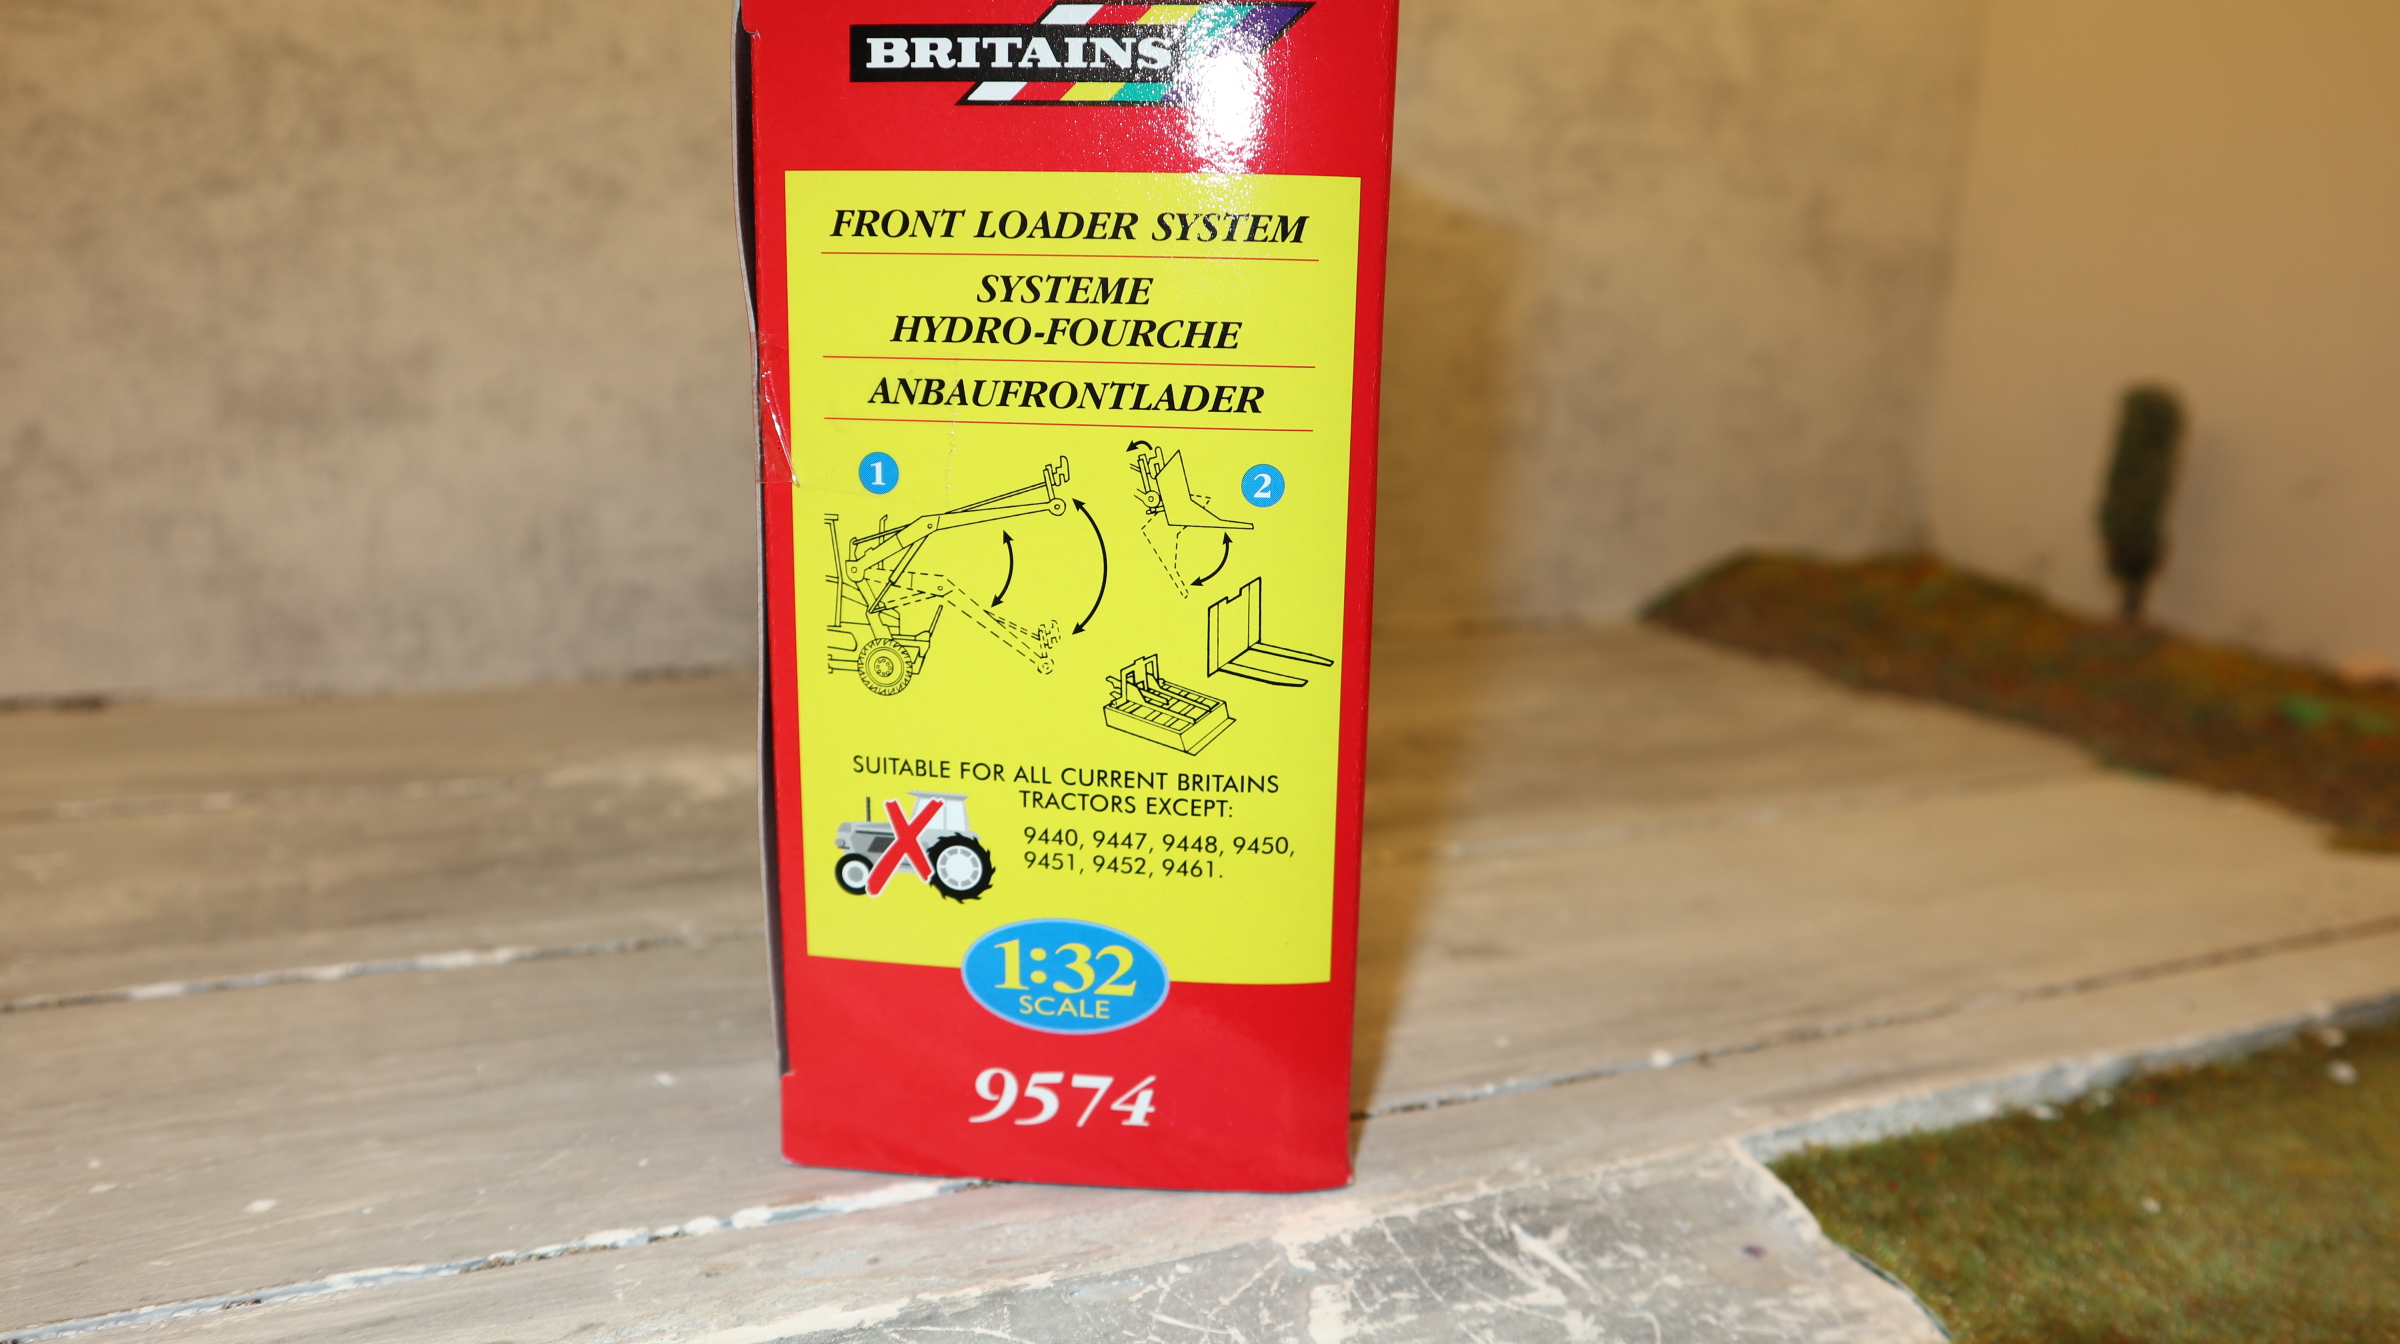 BRITAINS
FRONT LOADER SYSTEM
SYSTEME
HYDRO-FOURCHE
ANBAUFRONTLADER
1
2
SUITABLE FOR ALL CURRENT BRITAINS
TRACTORS EXCEPT:
9440, 9447, 9448, 9450,
9451, 9452, 9461.
1:32
SCALE
9574